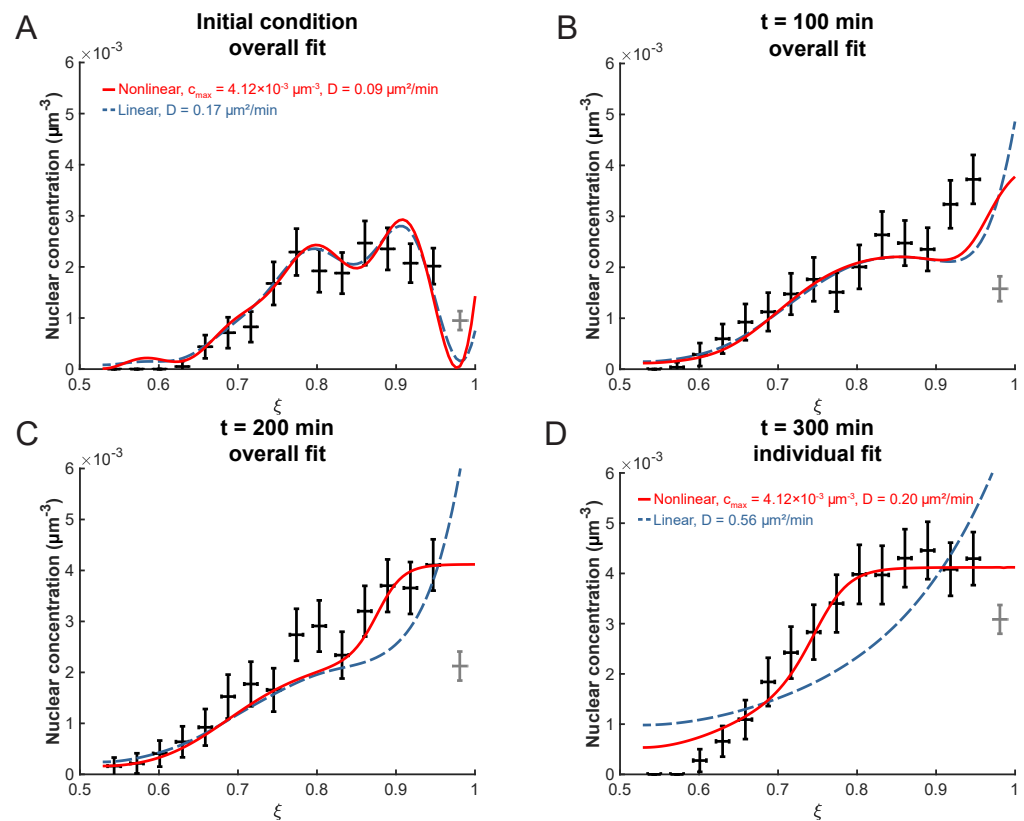 A
Initial condition
overall fit
×10⁻³
Nonlinear, cmax = 4.12×10⁻³ µm⁻³, D = 0.09 µm²/min
Linear, D = 0.17 µm²/min
Nuclear concentration (µm⁻³)
6
5
4
3
2
1
0
0.5 0.6 0.7 0.8 0.9 1
ξ
B
t = 100 min
overall fit
×10⁻³
Nuclear concentration (µm⁻³)
6
5
4
3
2
1
0
0.5 0.6 0.7 0.8 0.9 1
ξ
C
t = 200 min
overall fit
×10⁻³
Nuclear concentration (µm⁻³)
6
5
4
3
2
1
0
0.5 0.6 0.7 0.8 0.9 1
ξ
D
t = 300 min
individual fit
×10⁻³
Nonlinear, cmax = 4.12×10⁻³ µm⁻³, D = 0.20 µm²/min
Linear, D = 0.56 µm²/min
Nuclear concentration (µm⁻³)
6
5
4
3
2
1
0
0.5 0.6 0.7 0.8 0.9 1
ξ